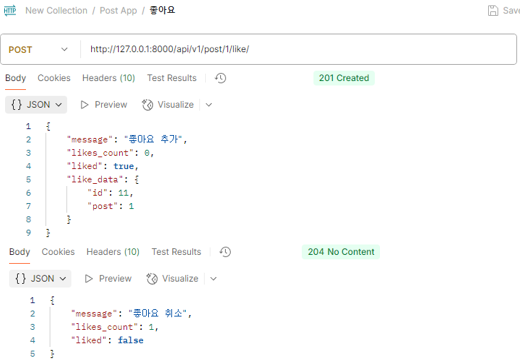 HTTP New Collection / Post App / 좋아요 Save
POST http://127.0.0.1:8000/api/v1/post/1/like/
Body Cookies Headers (10) Test Results 201 Created
{} JSON Preview Visualize
1 {
2 "message": "좋아요 추가",
3 "likes_count": 0,
4 "liked": true,
5 "like_data": {
6 "id": 11,
7 "post": 1
8 }
9 }
Body Cookies Headers (10) Test Results 204 No Content
{} JSON Preview Visualize
1 {
2 "message": "좋아요 취소",
3 "likes_count": 1,
4 "liked": false
5 }